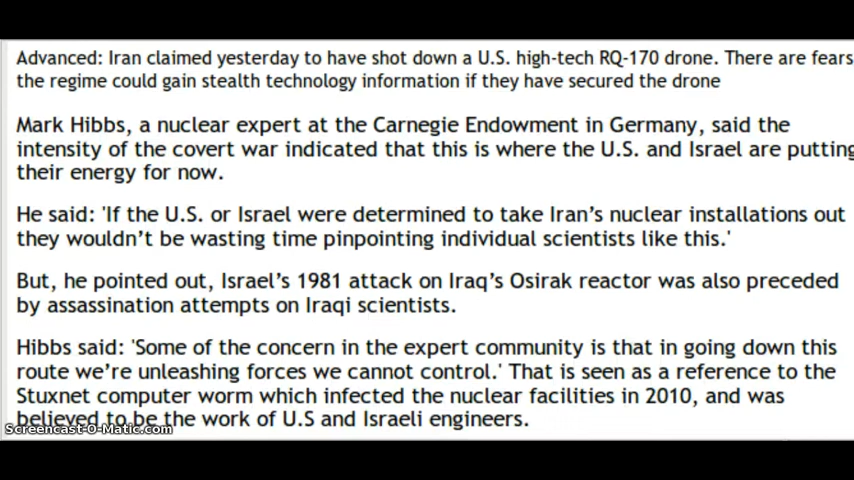 Advanced: Iran claimed yesterday to have shot down a U.S. high-tech RQ-170 drone. There are fears
the regime could gain stealth technology information if they have secured the drone
Mark Hibbs, a nuclear expert at the Carnegie Endowment in Germany, said the
intensity of the covert war indicated that this is where the U.S. and Israel are putting
their energy for now.
He said: 'If the U.S. or Israel were determined to take Iran’s nuclear installations out
they wouldn’t be wasting time pinpointing individual scientists like this.'
But, he pointed out, Israel’s 1981 attack on Iraq’s Osirak reactor was also preceded
by assassination attempts on Iraqi scientists.
Hibbs said: 'Some of the concern in the expert community is that in going down this
route we’re unleashing forces we cannot control.' That is seen as a reference to the
Stuxnet computer worm which infected the nuclear facilities in 2010, and was
believed to be the work of U.S and Israeli engineers.
Screencast-O-Matic.com